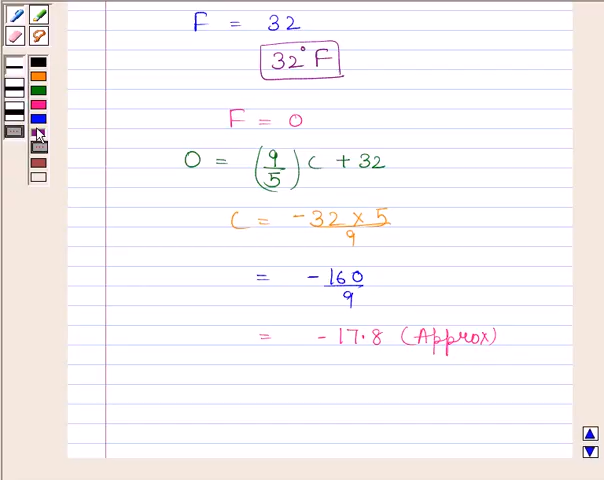 F = 32
32° F
F = 0
0 = (9/5) C + 32
C = -32 × 5 / 9
= -160/9
= -17.8 (Approx)